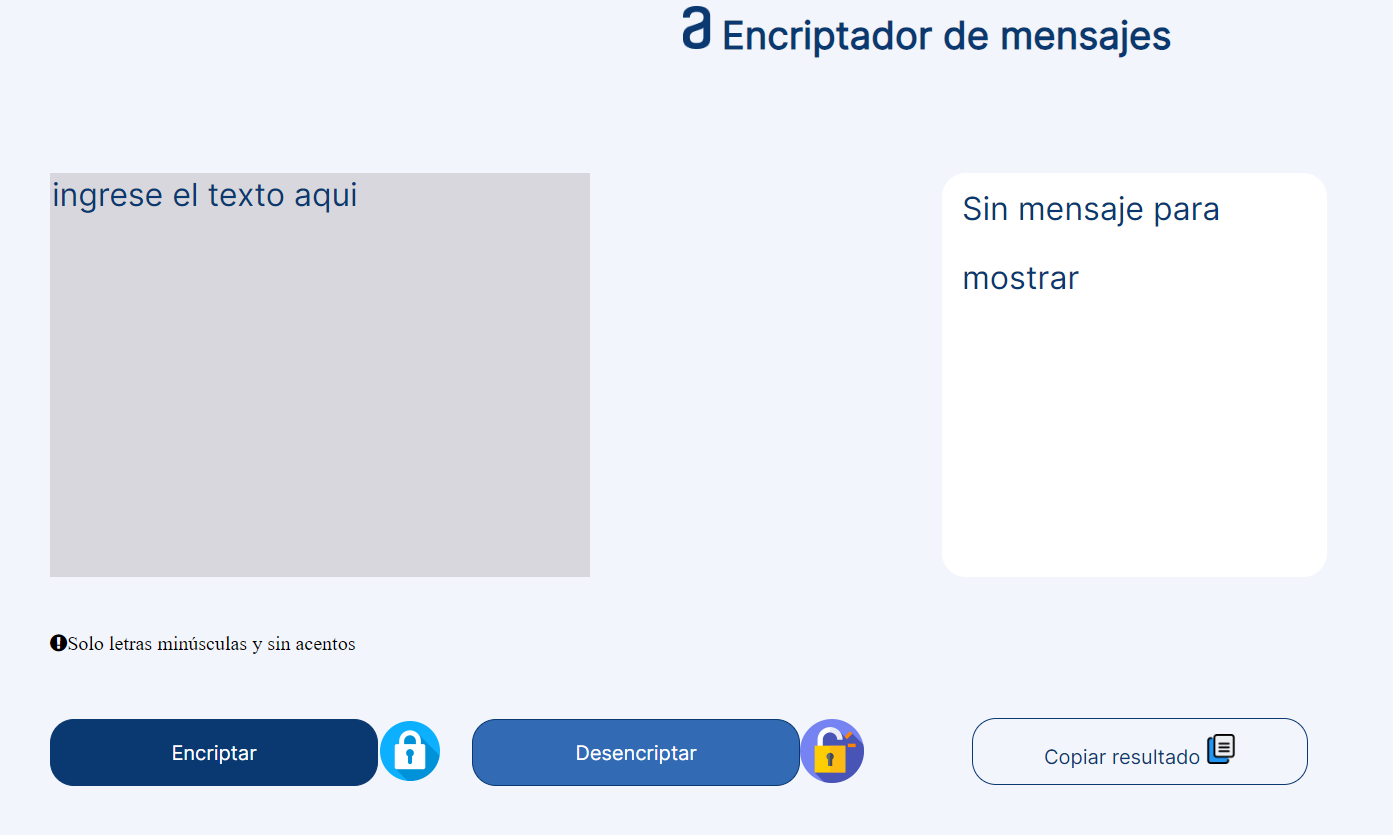 a Encriptador de mensajes
ingrese el texto aqui
Sin mensaje para
mostrar
Solo letras minúsculas y sin acentos
Encriptar
Desencriptar
Copiar resultado